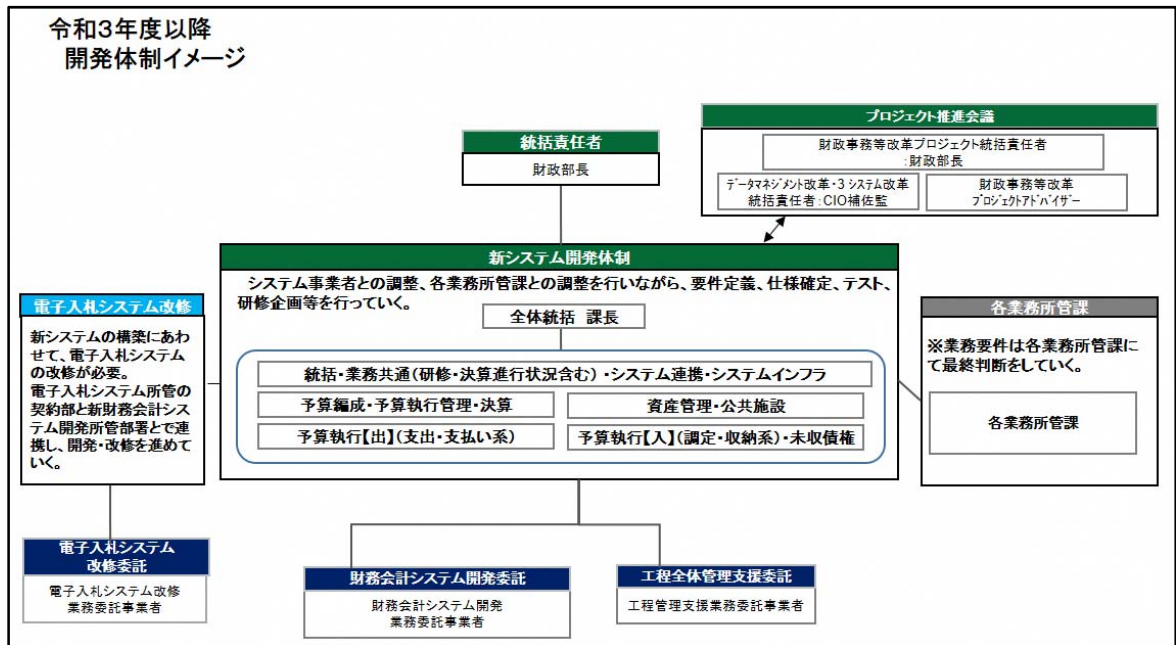 令和3年度以降
開発体制イメージ
プロジェクト推進会議
財政事務等改革プロジェクト統括責任者
:財政部長
データマネジメント改革・3システム改革
統括責任者:CIO補佐監
財政事務等改革
プロジェクトアドバイザー
統括責任者
財政部長
新システム開発体制
システム事業者との調整、各業務所管課との調整を行いながら、要件定義、仕様確定、テスト、
研修企画等を行っていく。
全体統括 課長
統括・業務共通(研修・決算進行状況含む)・システム連携・システムインフラ
予算編成・予算執行管理・決算
資産管理・公共施設
予算執行【出】(支出・支払い系)
予算執行【入】(調定・収納系)・未収債権
電子入札システム改修
新システムの構築にあわ
せて、電子入札システム
の改修が必要。
電子入札システム所管の
契約部と新財務会計シス
テム開発所管部署とで連
携し、開発・改修を進めて
いく。
各業務所管課
※業務要件は各業務所管課に
て最終判断をしていく。
各業務所管課
電子入札システム
改修委託
電子入札システム改修
業務委託事業者
財務会計システム開発委託
財務会計システム開発
業務委託事業者
工程全体管理支援委託
工程管理支援業務委託事業者